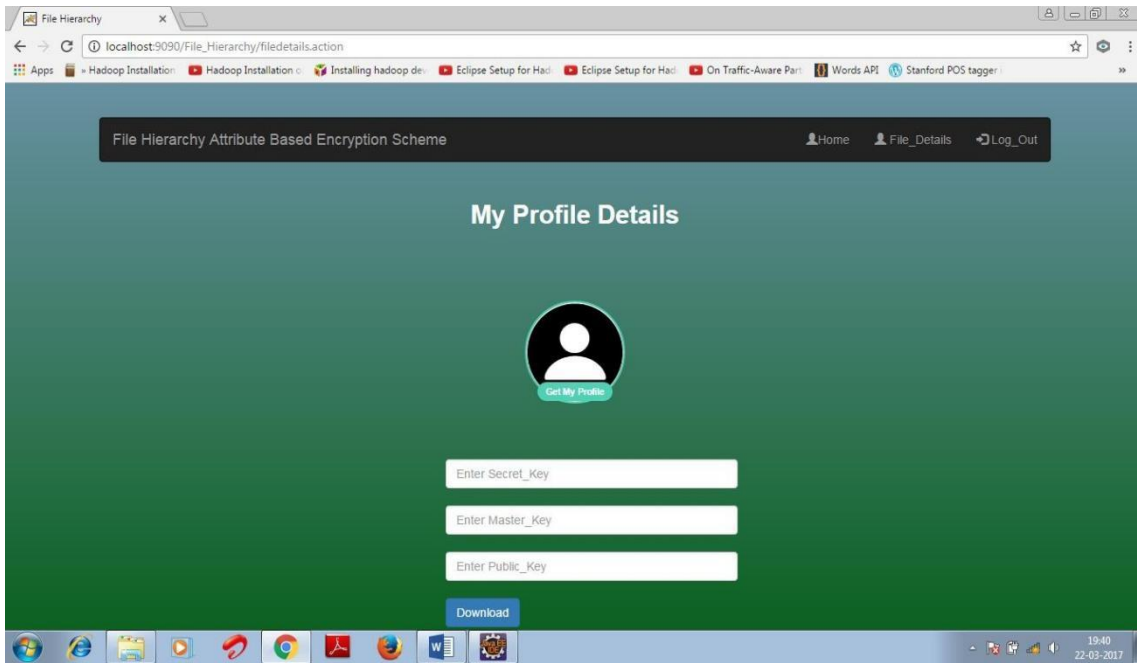 File Hierarchy
localhost:9090/File_Hierarchy/filedetails.action
Apps » Hadoop Installation Hadoop Installation o Installing hadoop dev Eclipse Setup for Had Eclipse Setup for Had On Traffic-Aware Part Words API Stanford POS tagger »
File Hierarchy Attribute Based Encryption Scheme Home File_Details Log_Out
My Profile Details
Get My Profile
Enter Secret_Key
Enter Master_Key
Enter Public_Key
Download
19:40
22-03-2017